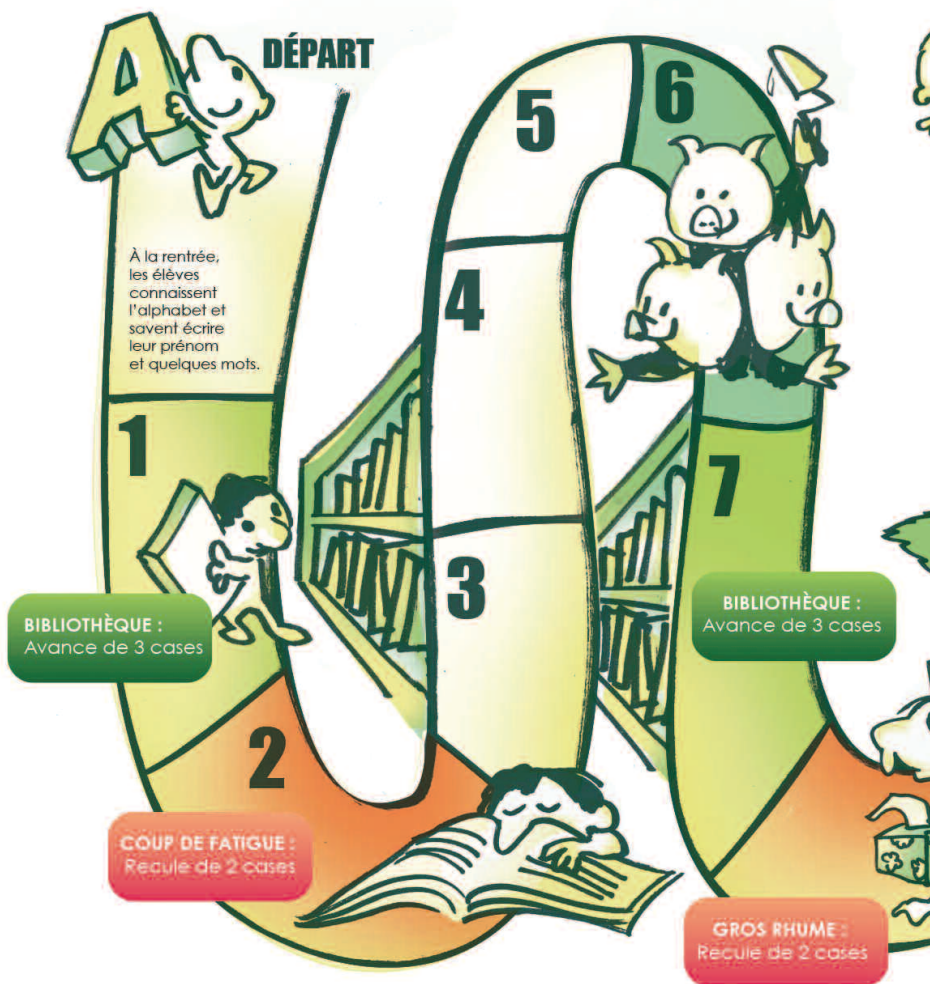 A
DÉPART
À la rentrée,
les élèves
connaissent
l'alphabet et
savent écrire
leur prénom
et quelques mots.
1
BIBLIOTHÈQUE :
Avance de 3 cases
2
COUP DE FATIGUE :
Recule de 2 cases
3
4
5
6
7
BIBLIOTHÈQUE :
Avance de 3 cases
GROS RHUME :
Recule de 2 cases